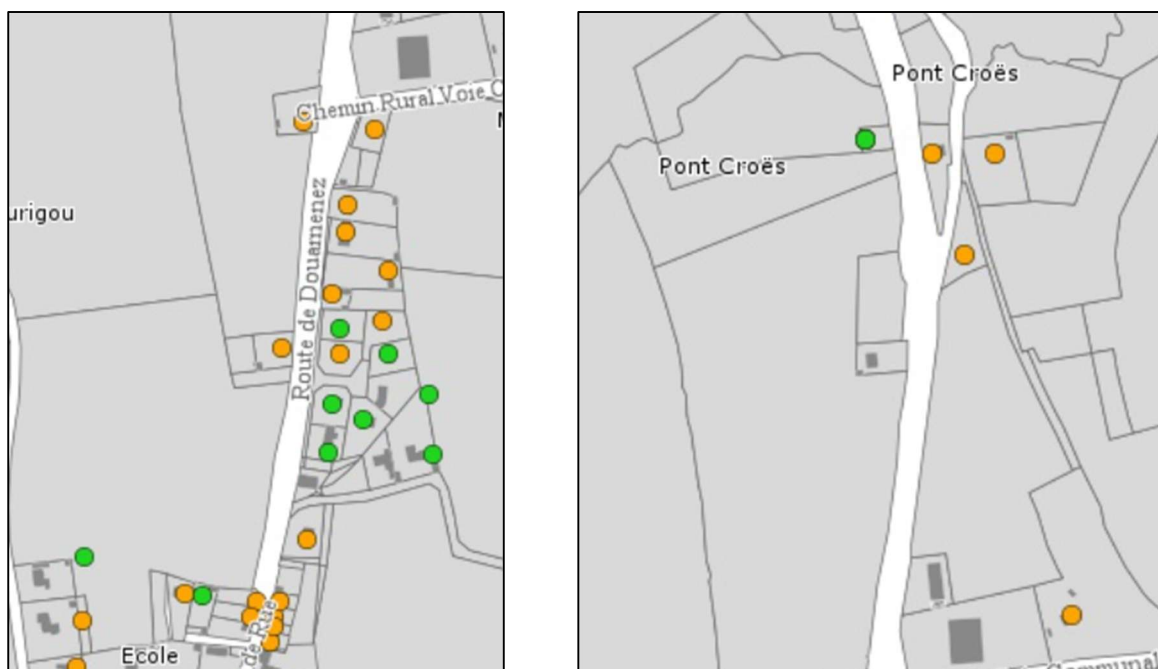 Chemin Rural Voie C
urigou
Route de Douarnenez
de Rue
Ecole
Pont Croës
Pont Croës
Communal